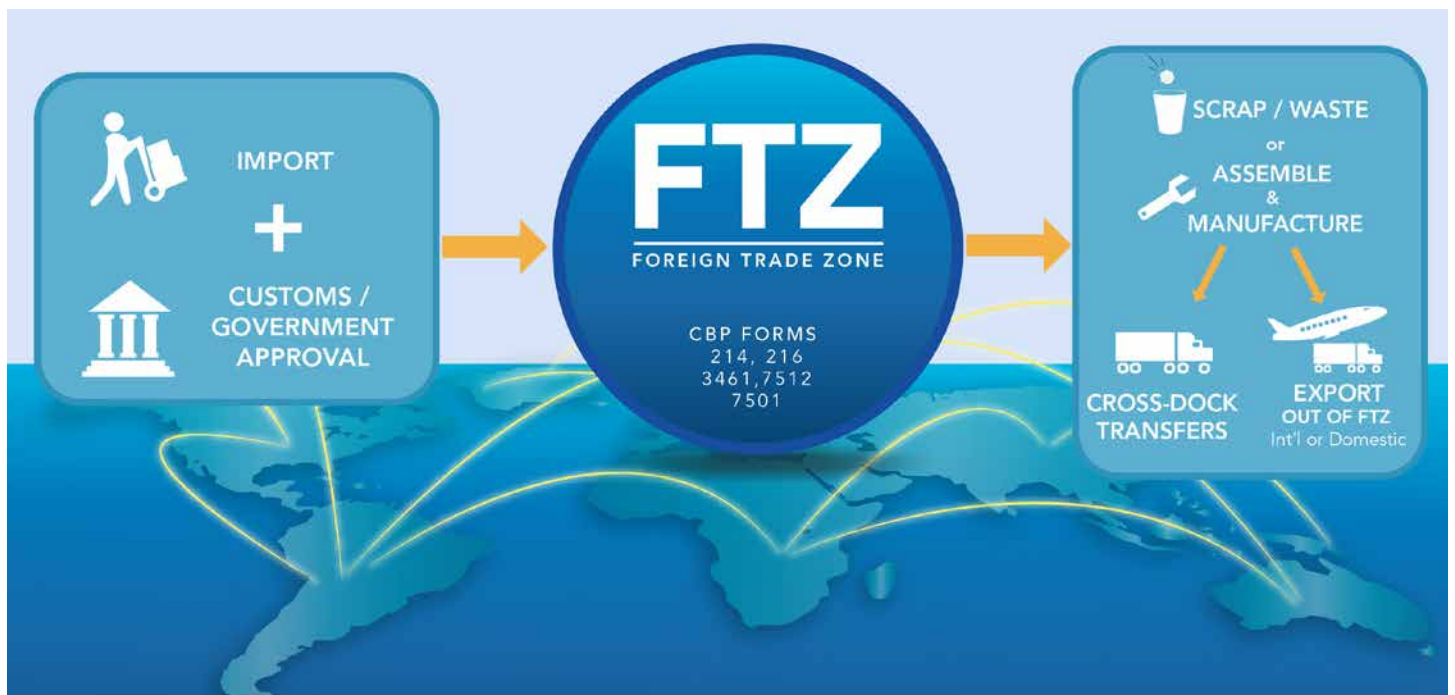 IMPORT
+
CUSTOMS /
GOVERNMENT
APPROVAL
FTZ
FOREIGN TRADE ZONE
CBP FORMS
214, 216
3461,7512
7501
SCRAP / WASTE
or
ASSEMBLE
&
MANUFACTURE
CROSS-DOCK
TRANSFERS
EXPORT
OUT OF FTZ
Int'l or Domestic